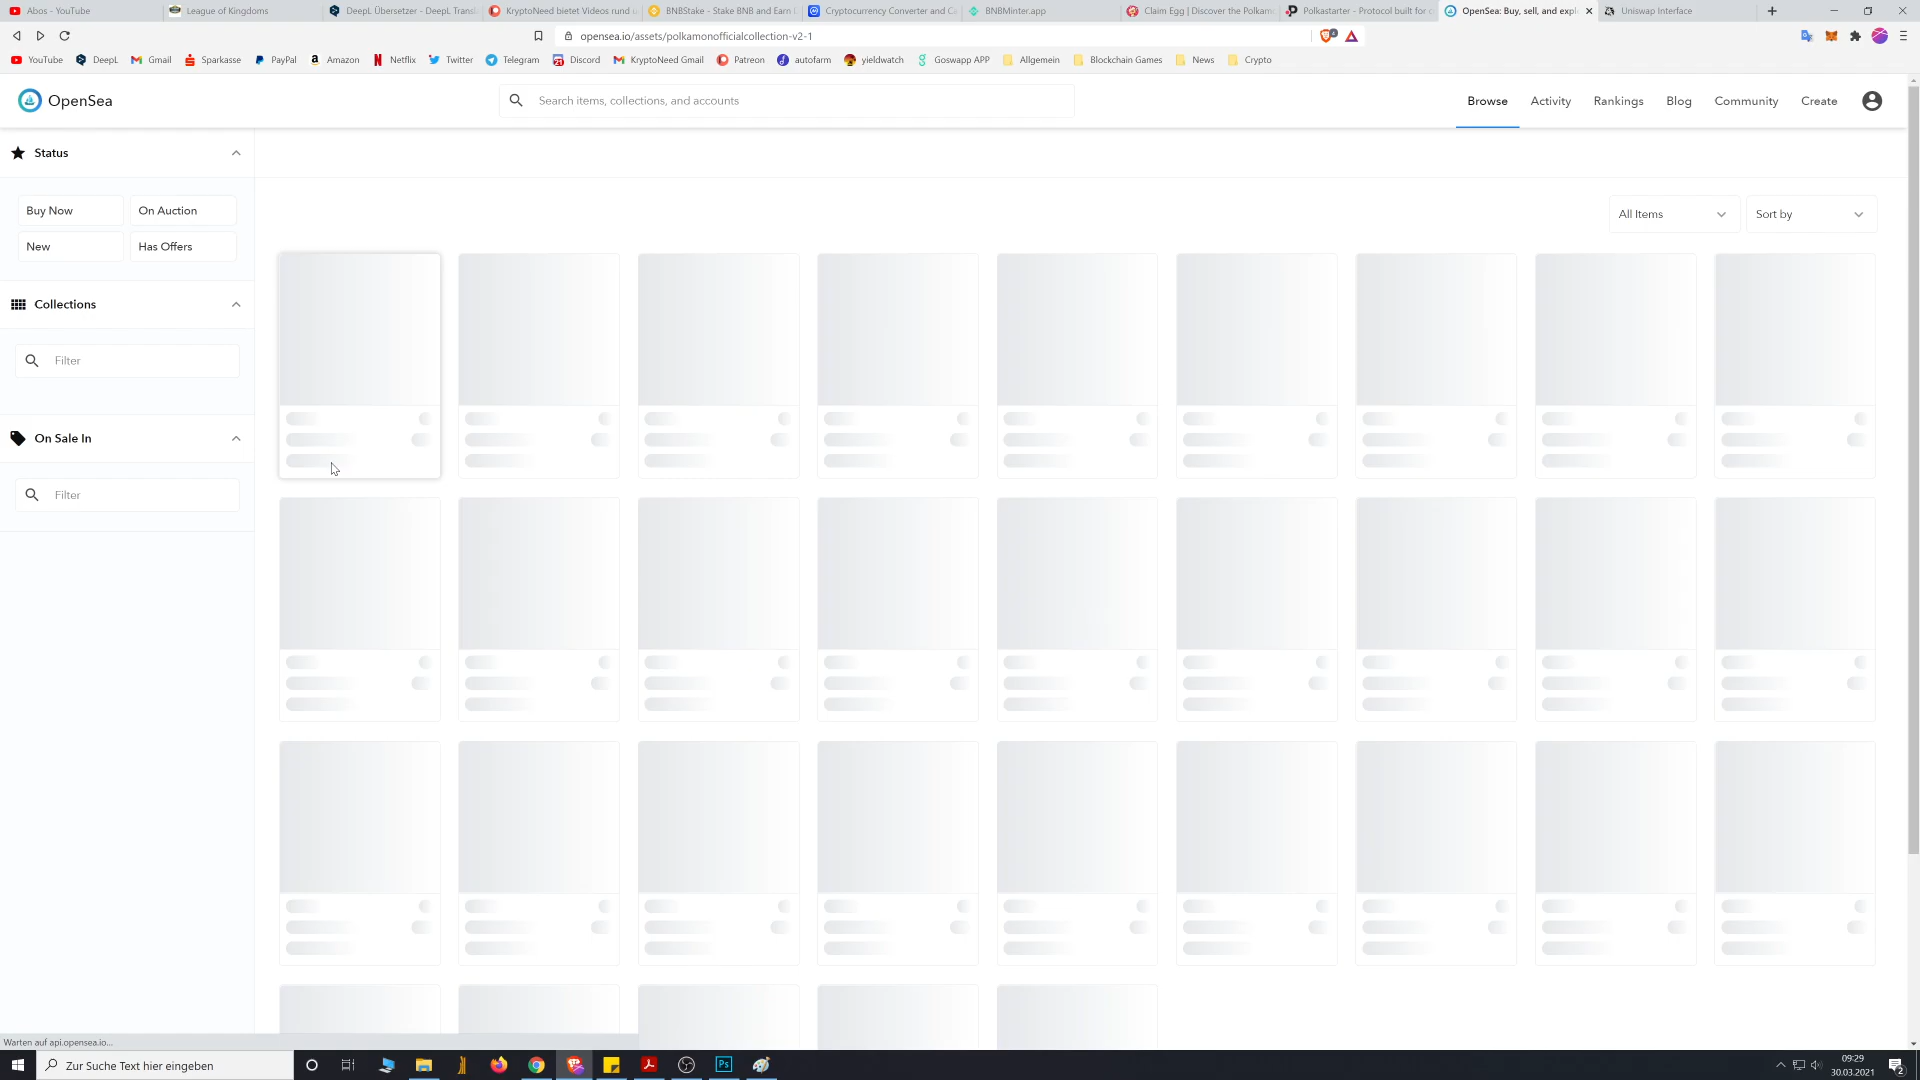 Abos - YouTube
League of Kingdoms
DeepL Übersetzer - DeepL Trans
KryptoNeed bietet Videos rund u
BNBStake - Stake BNB and Earn
Cryptocurrency Converter and Ca
BNBMinter.app
Claim Egg | Discover the Polkam
Polkastarter - Protocol built for c
OpenSea: Buy, sell, and expl
Uniswap Interface
opensea.io/assets/polkamonofficialcollection-v2-1
YouTube
DeepL
Gmail
Sparkasse
PayPal
Amazon
Netflix
Twitter
Telegram
Discord
KryptoNeed Gmail
Patreon
autofarm
yieldwatch
Goswapp APP
Allgemein
Blockchain Games
News
Crypto
OpenSea
Search items, collections, and accounts
Browse
Activity
Rankings
Blog
Community
Create
Status
Buy Now
On Auction
New
Has Offers
All Items
Sort by
Collections
Filter
On Sale In
Filter
Warten auf api.opensea.io...
Zur Suche Text hier eingeben
Ps
09:29
30.03.2021
2